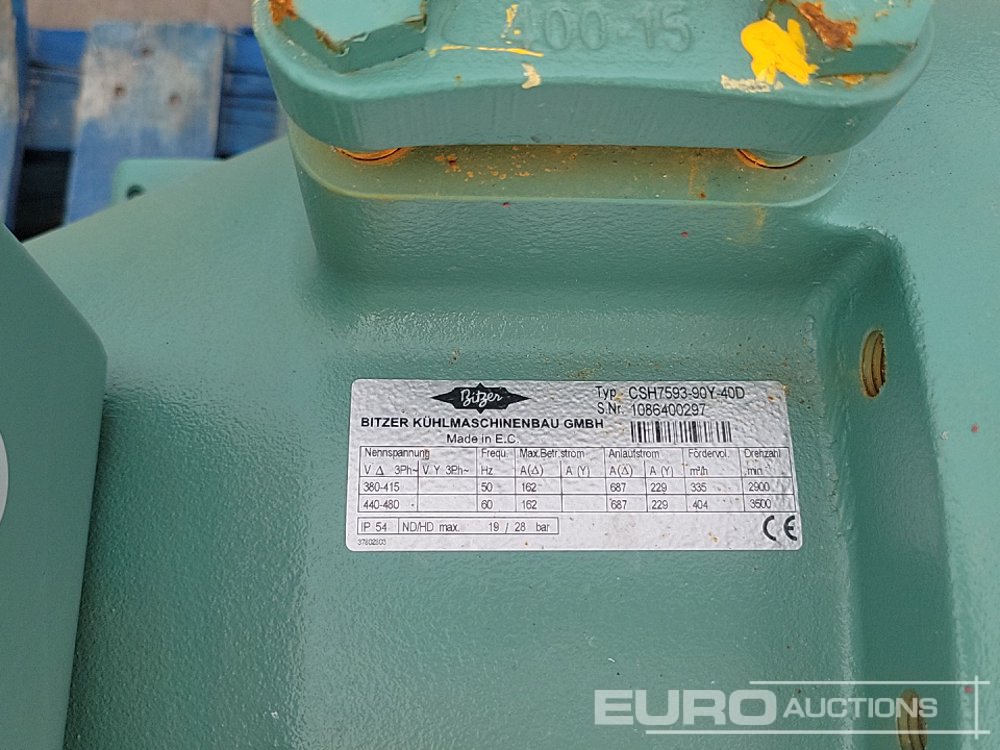 400-15
Bitzer
Typ CSH7593-90Y-40D
S.Nr. 1086400297
BITZER KÜHLMASCHINENBAU GMBH
Made in E.C.
Nennspannung Frequ. Max.Betr.strom Anlaufstrom Fördervol. Drehzahl
V Δ 3Ph~ V Y 3Ph~ Hz A(Δ) A (Y) A(Δ) A (Y) m³/h min⁻¹
380-415 50 162 687 229 335 2900
440-480 60 162 687 229 404 3500
IP 54 ND/HD max. 19 / 28 bar
CE
37802803
EURO AUCTIONS